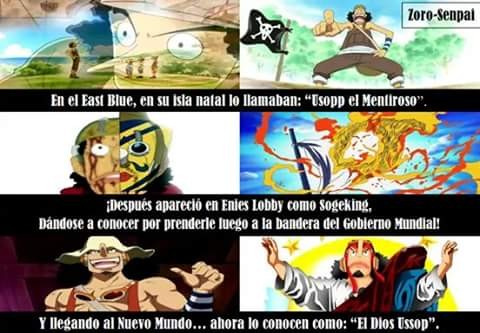 Zoro-Senpai
En el East Blue, en su isla natal lo llamaban: “Usopp el Mentiroso”.
¡Después apareció en Enies Lobby como Sogeking,
Dándose a conocer por prenderle fuego a la bandera del Gobierno Mundial!
Y llegando al Nuevo Mundo... ahora lo conocen como: “El Dios Ussop”.